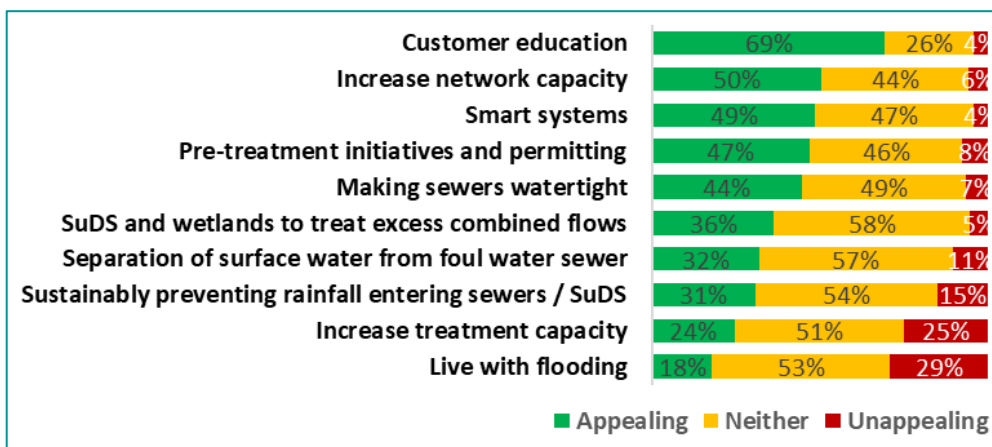 Customer education 69% 26% 4%
Increase network capacity 50% 44% 6%
Smart systems 49% 47% 4%
Pre-treatment initiatives and permitting 47% 46% 8%
Making sewers watertight 44% 49% 7%
SuDS and wetlands to treat excess combined flows 36% 58% 5%
Separation of surface water from foul water sewer 32% 57% 11%
Sustainably preventing rainfall entering sewers / SuDS 31% 54% 15%
Increase treatment capacity 24% 51% 25%
Live with flooding 18% 53% 29%
Appealing Neither Unappealing